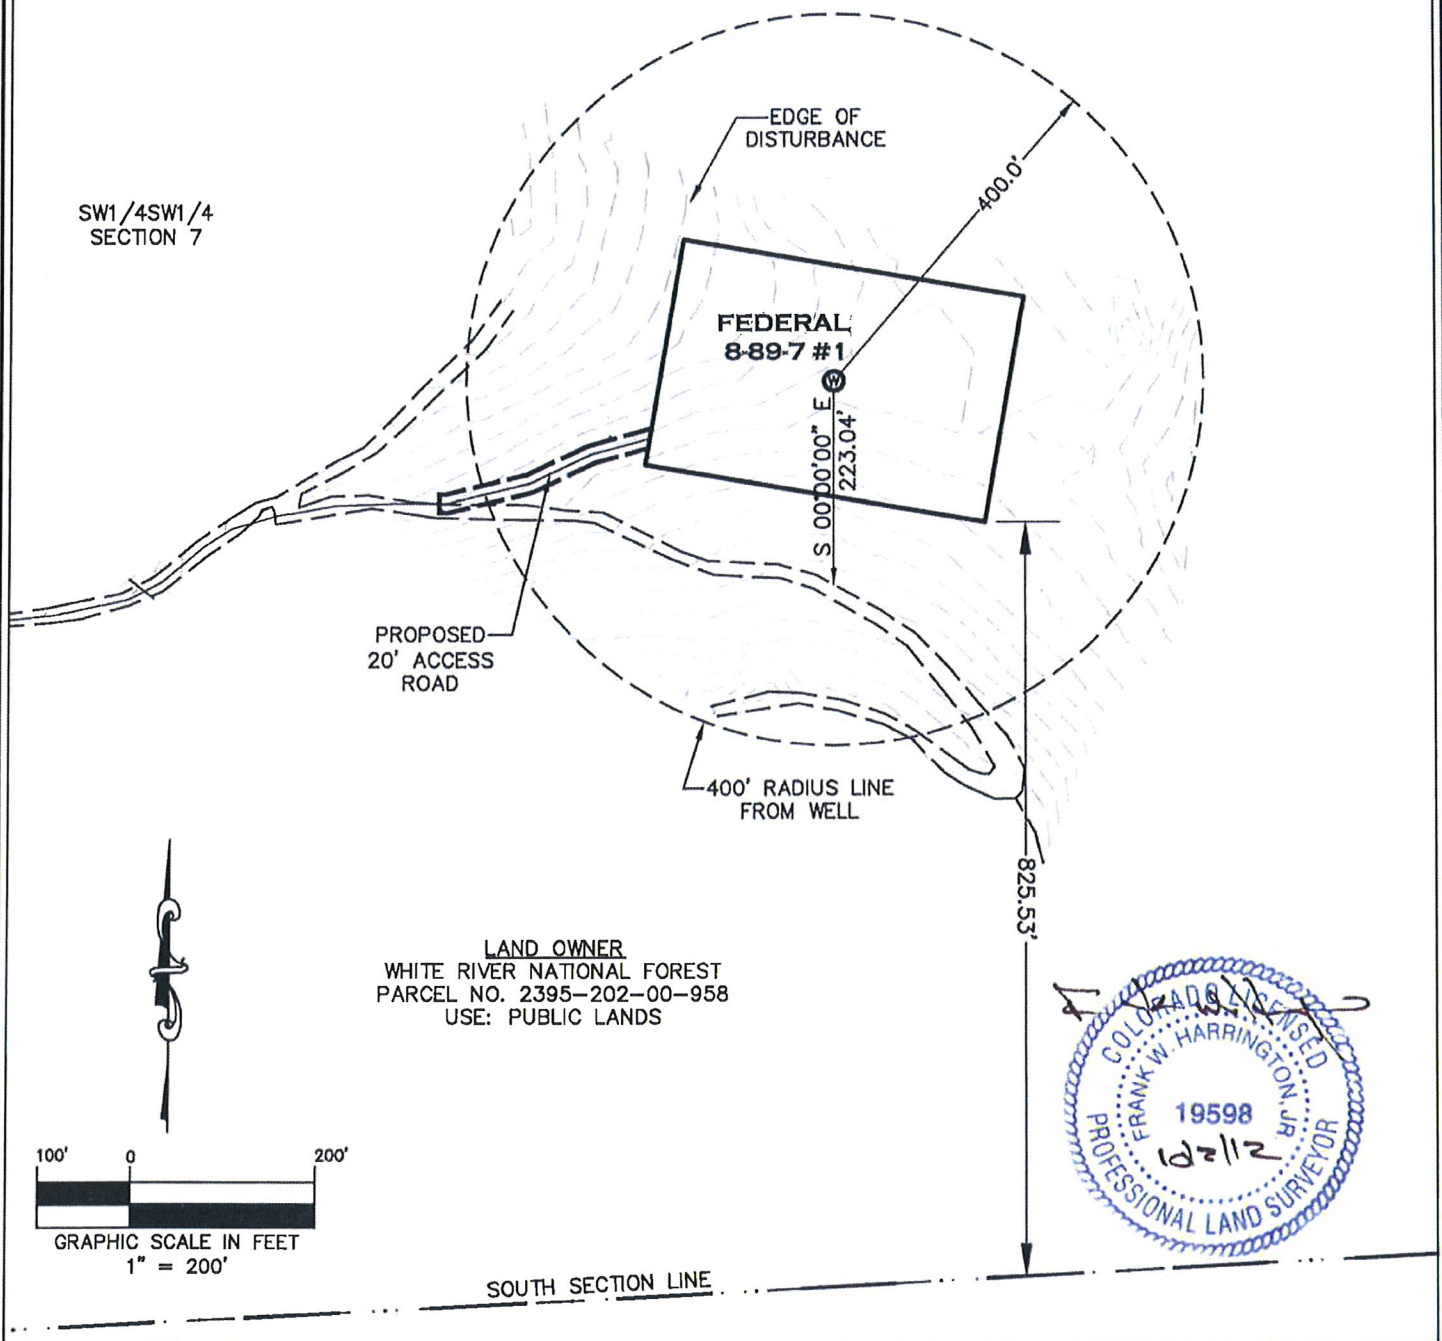 EDGE OF
DISTURBANCE
SW1/4SW1/4
SECTION 7
400.0'
FEDERAL
8-89-7 #1
W
S 00°00'00" E
223.04'
PROPOSED
20' ACCESS
ROAD
400' RADIUS LINE
FROM WELL
825.53'
LAND OWNER
WHITE RIVER NATIONAL FOREST
PARCEL NO. 2395-202-00-958
USE: PUBLIC LANDS
COLORADO LICENSED
FRANK W. HARRINGTON, JR.
19598
PROFESSIONAL LAND SURVEYOR
100' 0 200'
GRAPHIC SCALE IN FEET
1" = 200'
SOUTH SECTION LINE